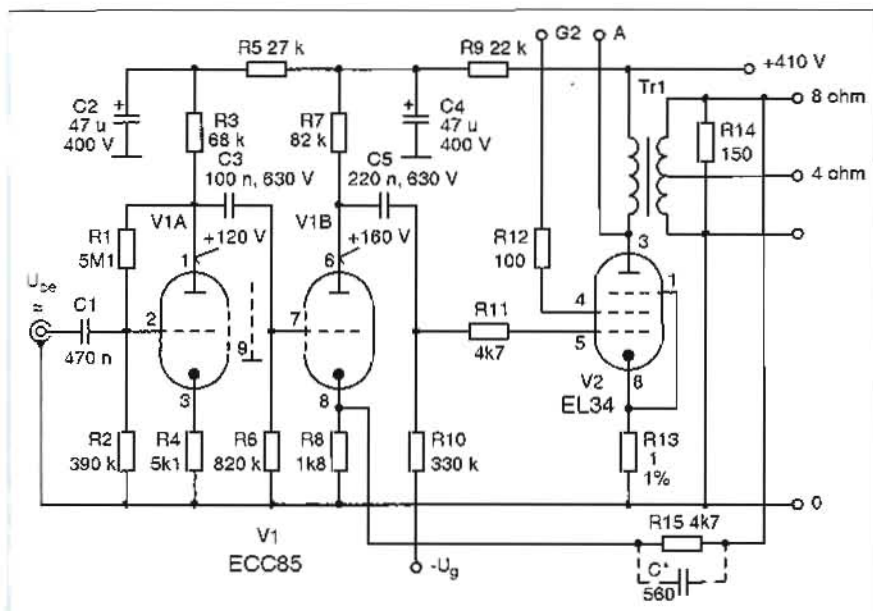 G2 A
R5 27 k
R9 22 k
+410 V
Tr1
8 ohm
C2
47 u
400 V
+
R3
68 k
R7
82 k
+
C4
47 u
400 V
R14
150
C3
100 n, 630 V
C5
220 n, 630 V
4 ohm
V1A
V1B
R1
5M1
+120 V
+160 V
R12
100
3
1
6
1
4
5
≈
C1
470 n
2
9
7
R11
4k7
3
8
V2
8
EL34
R2
390 k
R4
5k1
R6
820 k
R8
1k8
R10
330 k
R13
1
1%
0
V1
ECC85
-Ug
R15 4k7
C*
560